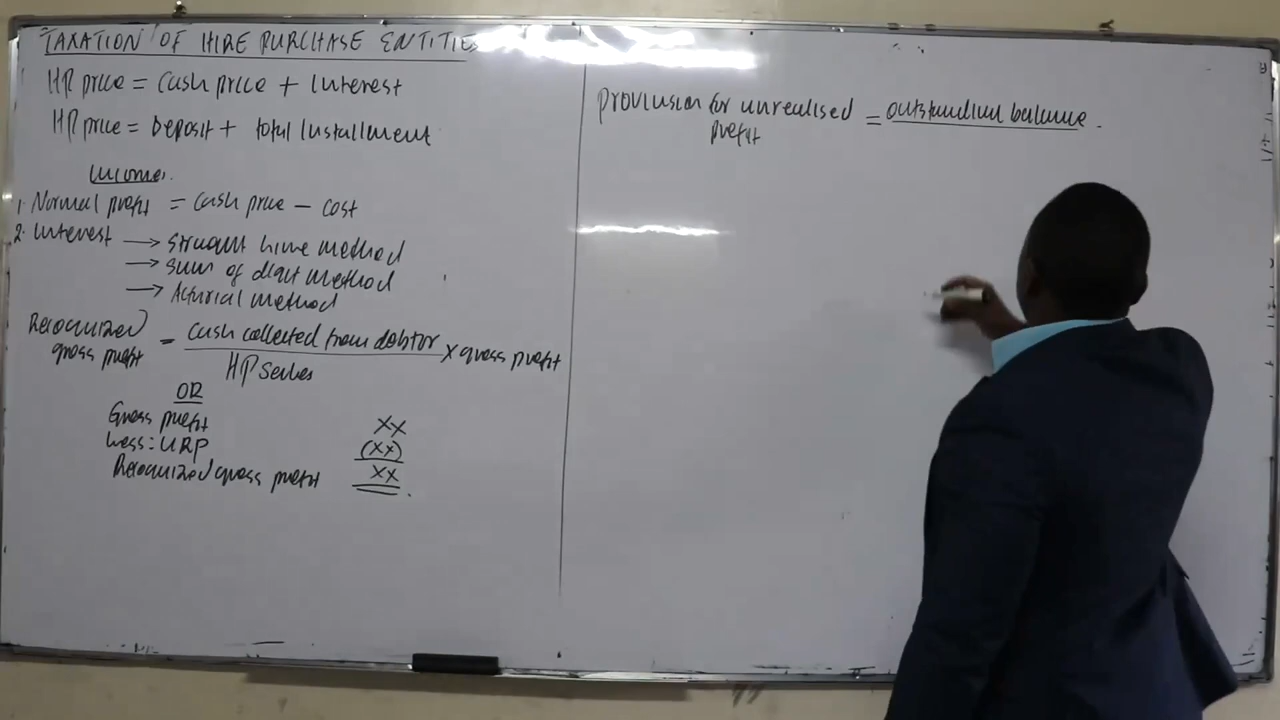 TAXATION OF HIRE PURCHASE ENTITIES
HP price = Cash price + Interest
HP price = Deposit + total Installment
Income.
1. Normal profit = Cash price - cost
2. Interest → straight line method
→ sum of digit method
→ Acturial method
Recognized gross profit = Cash collected from debtor / HP Sales × gross profit
OR
Gross profit XX
Less: URP (XX)
Recognized gross profit XX
Provision for unrealised profit = outstanding balance